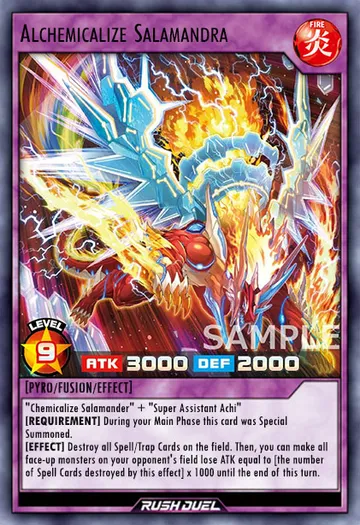 ALCHEMICALIZE SALAMANDRA
FIRE
炎
SAMPLE
LEVEL
9
ATK 3000 DEF 2000
[PYRO/FUSION/EFFECT]
"Chemicalize Salamander" + "Super Assistant Achi"
[REQUIREMENT] During your Main Phase this card was Special
Summoned.
[EFFECT] Destroy all Spell/Trap Cards on the field. Then, you can make all
face-up monsters on your opponent's field lose ATK equal to [the number
of Spell Cards destroyed by this effect] x 1000 until the end of this turn.
RUSH DUEL